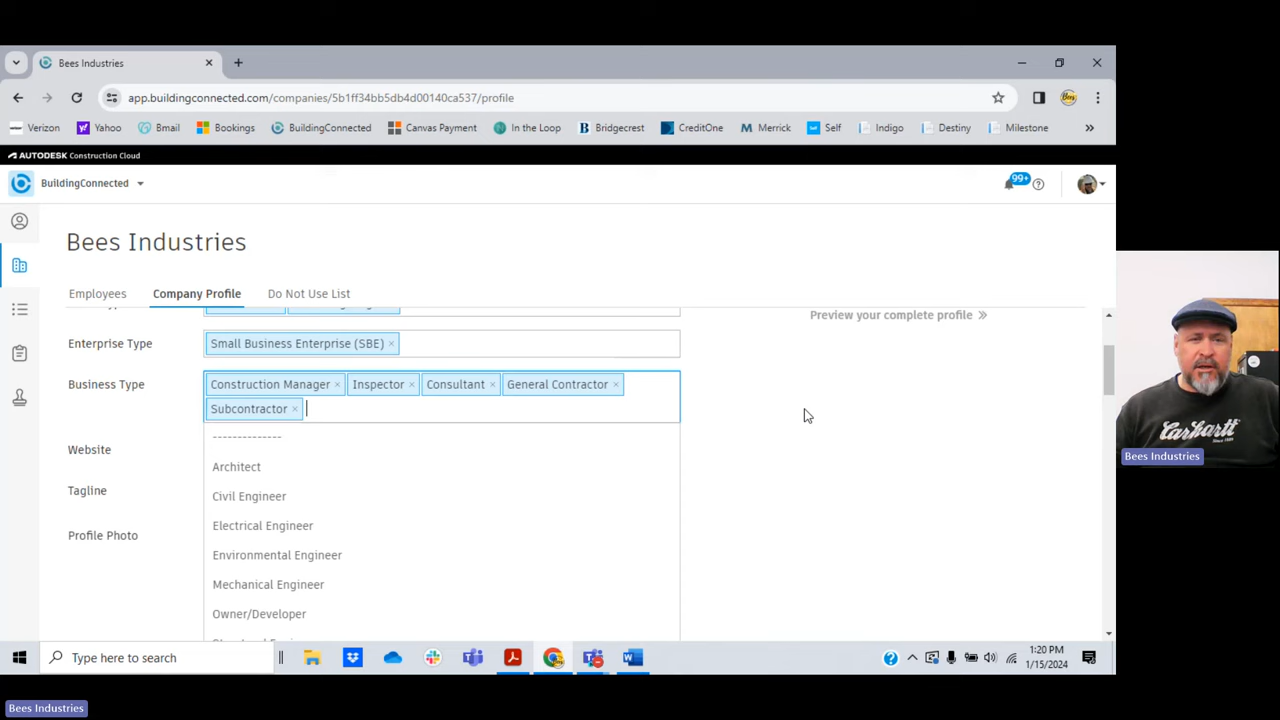 Bees Industries
app.buildingconnected.com/companies/5b1ff34bb5db4d00140ca537/profile
Verizon Yahoo Bmail Bookings BuildingConnected Canvas Payment In the Loop Bridgecrest CreditOne Merrick Self Indigo Destiny Milestone
AUTODESK Construction Cloud
BuildingConnected 99+
Bees Industries
Employees Company Profile Do Not Use List
Preview your complete profile
Enterprise Type Small Business Enterprise (SBE) ×
Business Type Construction Manager × Inspector × Consultant × General Contractor ×
Subcontractor ×
--------------
Website
Architect
Tagline
Civil Engineer
Electrical Engineer
Profile Photo
Environmental Engineer
Mechanical Engineer
Owner/Developer
Carhartt
Bees Industries
Type here to search
1:20 PM
1/15/2024
Bees Industries